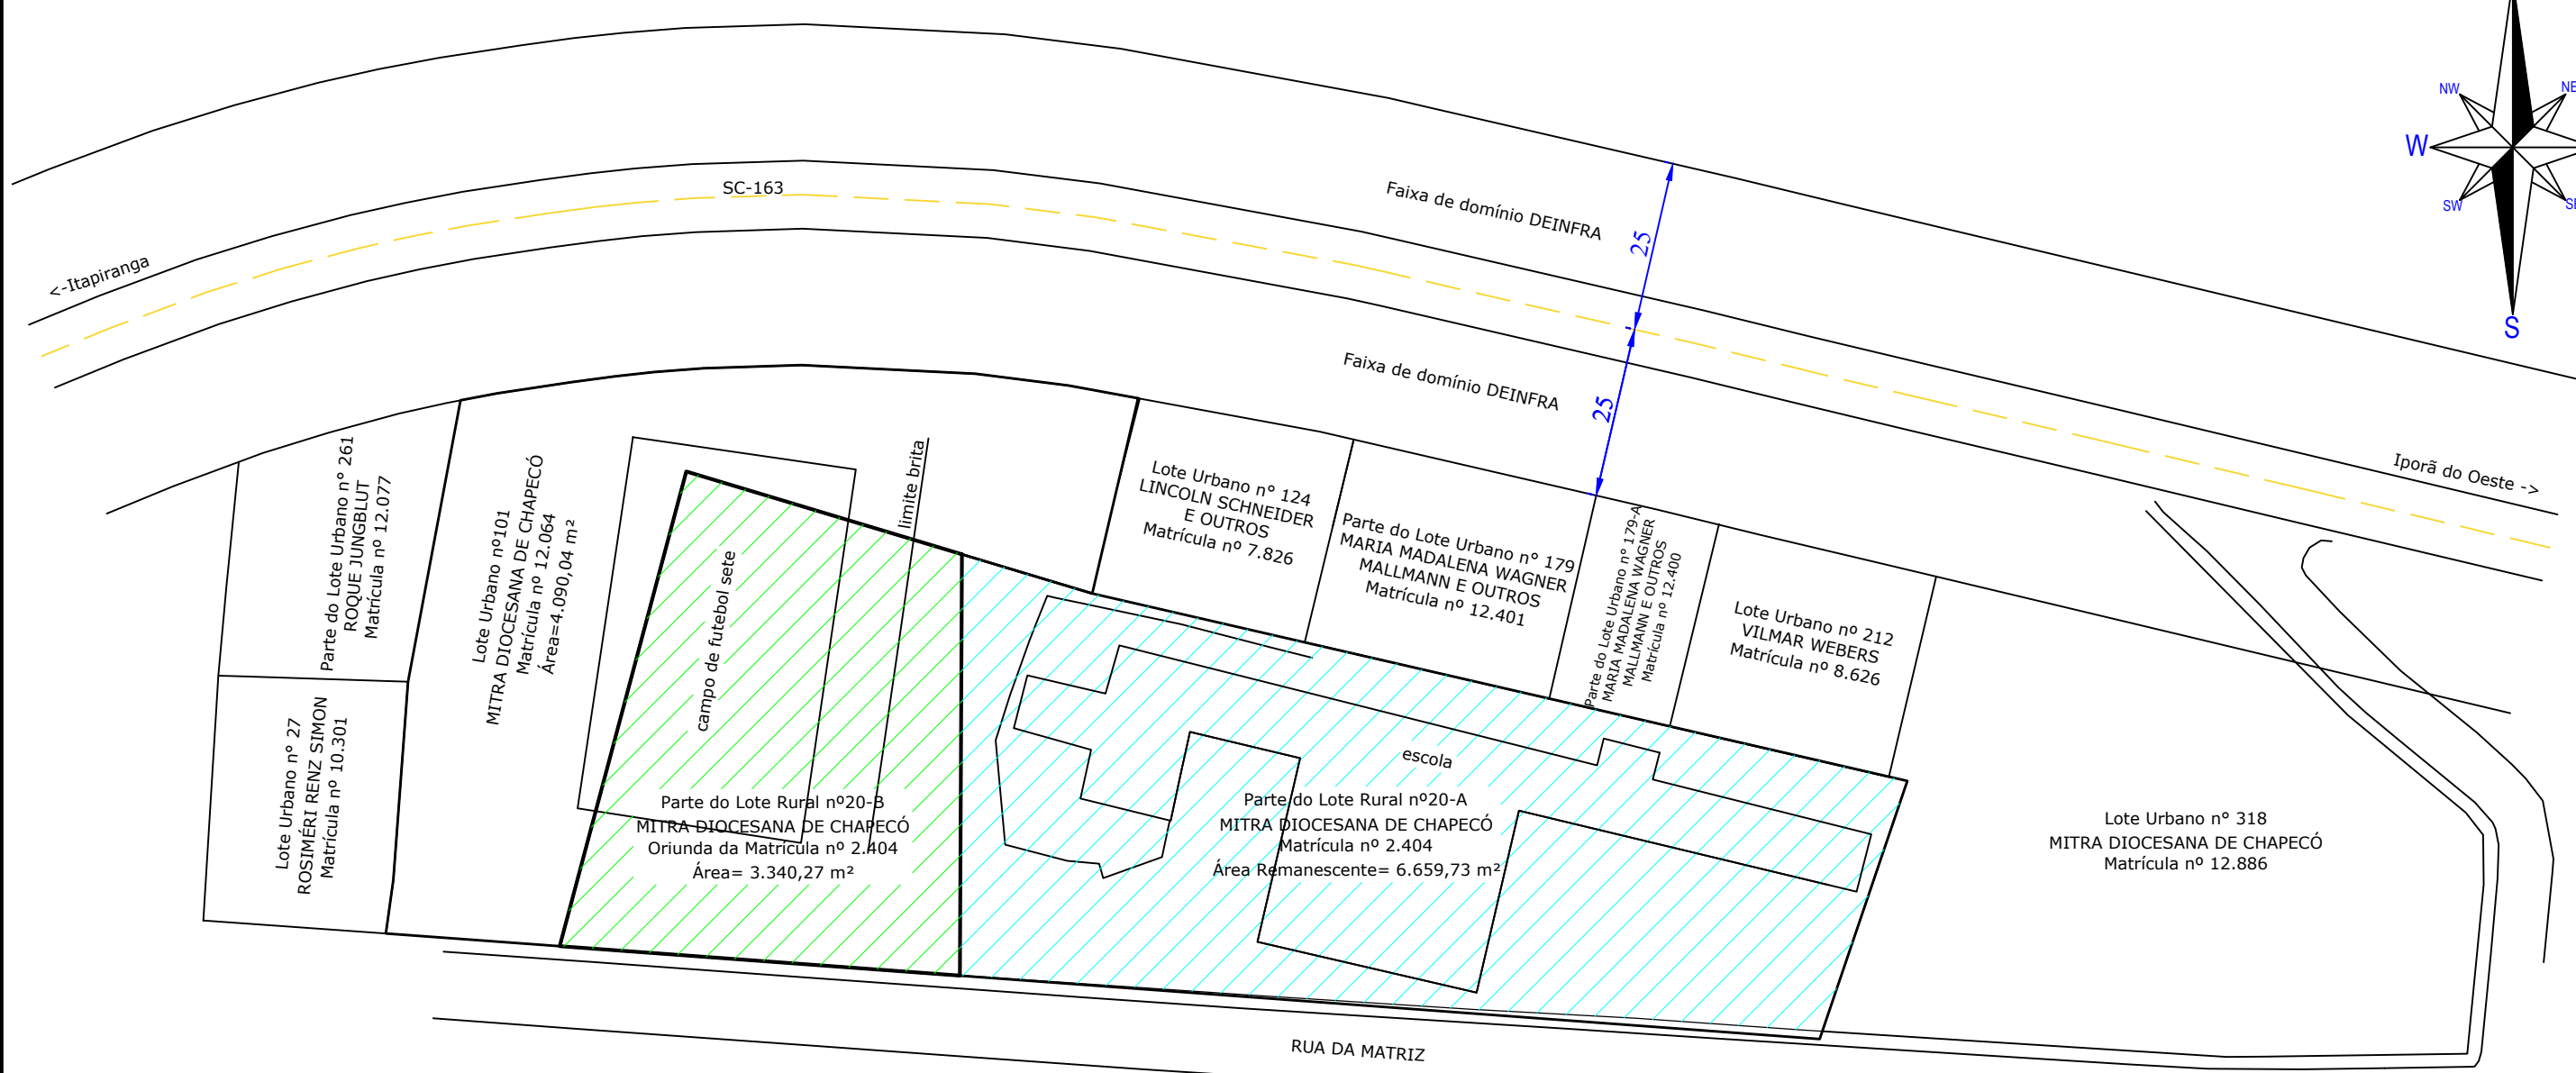 NW
NE
W
SW
S
SC-163
<-Itapiranga
Faixa de domínio DEINFRA
25
Faixa de domínio DEINFRA
25
Iporã do Oeste ->
Parte do Lote Urbano n° 261
ROQUE JUNGBLUT
Matrícula nº 12.077
Lote Urbano nº101
MITRA DIOCESANA DE CHAPECÓ
Matrícula nº 12.064
Área=4.090,04 m²
limite brita
campo de futebol sete
Lote Urbano n° 124
LINCOLN SCHNEIDER
E OUTROS
Matrícula nº 7.826
Parte do Lote Urbano n° 179
MARIA MADALENA WAGNER
MALLMANN E OUTROS
Matrícula nº 12.401
Parte do Lote Urbano n° 179-A
MARIA MADALENA WAGNER
MALLMANN E OUTROS
Matrícula nº 12.400
Lote Urbano n° 212
VILMAR WEBERS
Matrícula nº 8.626
Lote Urbano n° 27
ROSIMÉRI RENZ SIMON
Matrícula nº 10.301
escola
Parte do Lote Rural nº20-B
MITRA DIOCESANA DE CHAPECÓ
Oriunda da Matrícula nº 2.404
Área= 3.340,27 m²
Parte do Lote Rural nº20-A
MITRA DIOCESANA DE CHAPECÓ
Matrícula nº 2.404
Área Remanescente= 6.659,73 m²
Lote Urbano n° 318
MITRA DIOCESANA DE CHAPECÓ
Matrícula nº 12.886
RUA DA MATRIZ